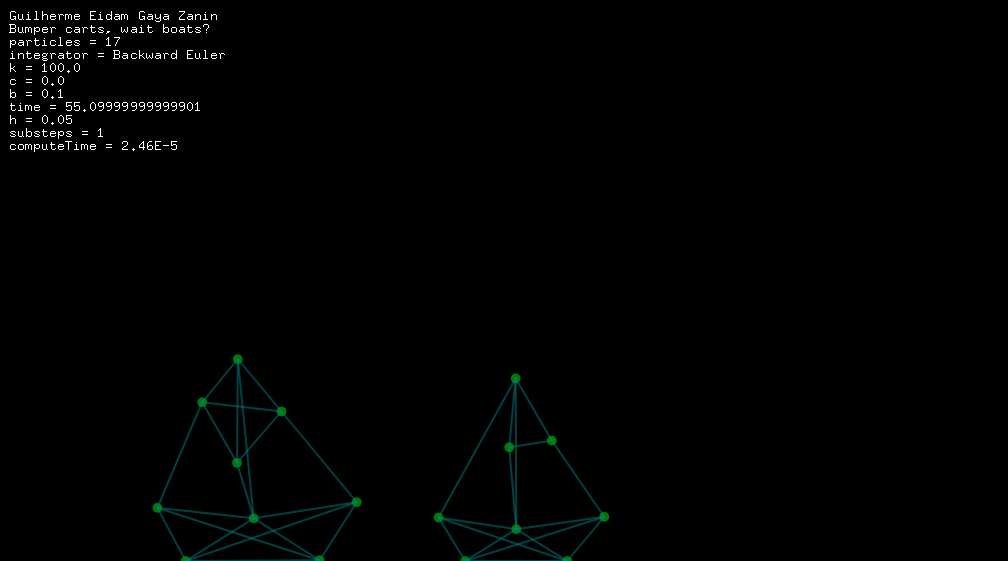 Guilherme Eidam Gaya Zanin
Bumper carts, wait boats?
particles = 17
integrator = Backward Euler
k = 100.0
c = 0.0
b = 0.1
time = 55.09999999999901
h = 0.05
substeps = 1
computeTime = 2.46E-5